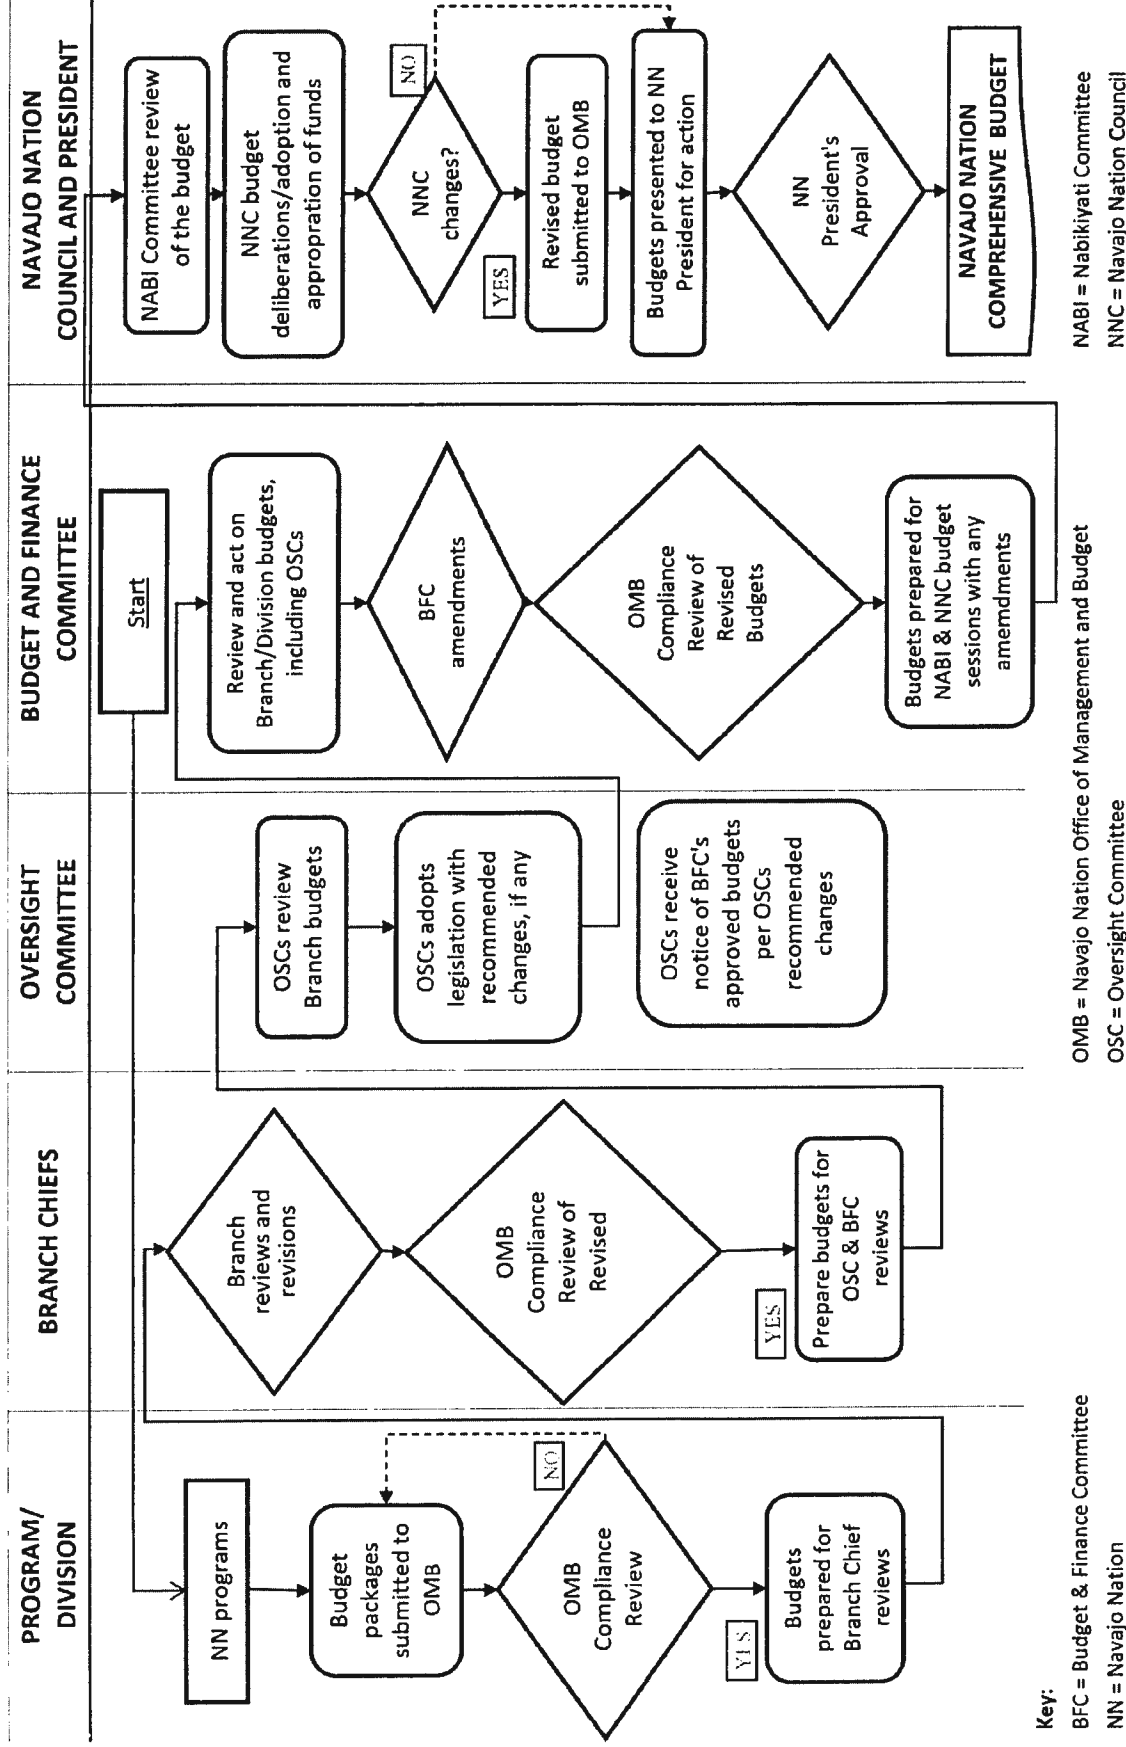 PROGRAM/
DIVISION
NN programs
Budget
packages
submitted to
OMB
NO
OMB
Compliance
Review
YES
Budgets
prepared for
Branch Chief
reviews
BRANCH CHIEFS
Branch
reviews and
revisions
OMB
Compliance
Review of
Revised
YES
Prepare budgets for
OSC & BFC
reviews
OVERSIGHT
COMMITTEE
OSCs review
Branch budgets
OSCs adopts
legislation with
recommended
changes, if any
OSCs receive
notice of BFC's
approved budgets
per OSCs
recommended
changes
BUDGET AND FINANCE
COMMITTEE
Start
Review and act on
Branch/Division budgets,
including OSCs
BFC
amendments
OMB
Compliance
Review of
Revised
Budgets
Budgets prepared for
NABI & NNC budget
sessions with any
amemdments
NAVAJO NATION
COUNCIL AND PRESIDENT
NABI Committee review
of the budget
NNC budget
deliberations/adoption and
appropration of funds
NO
NNC
changes?
YES
Revised budget
submitted to OMB
Budgets presented to NN
President for action
NN
President's
Approval
NAVAJO NATION
COMPREHENSIVE BUDGET
Key:
BFC = Budget & Finance Committee
NN = Navajo Nation
OMB = Navajo Nation Office of Management and Budget
OSC = Oversight Committee
NABI = Nabikiyati Committee
NNC = Navajo Nation Council